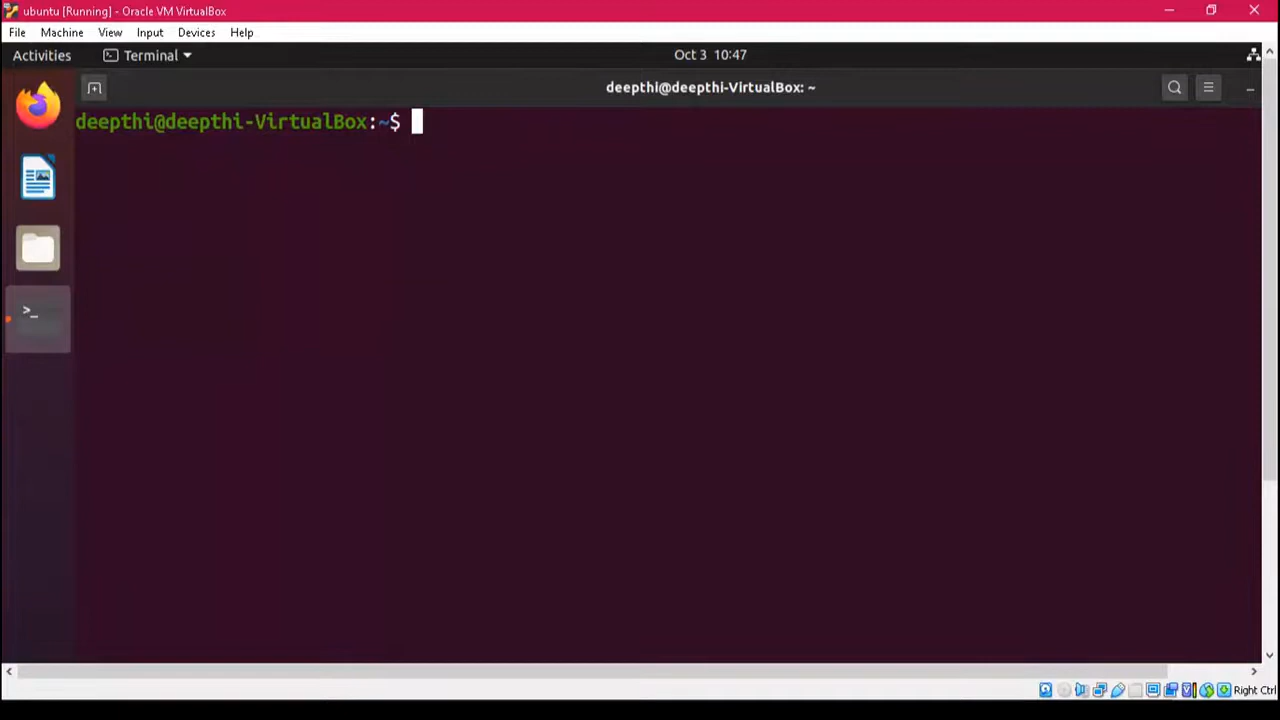 ubuntu [Running] - Oracle VM VirtualBox
File Machine View Input Devices Help
Activities Terminal Oct 3 10:47
deepthi@deepthi-VirtualBox: ~
deepthi@deepthi-VirtualBox:~$
>_
Right Ctrl